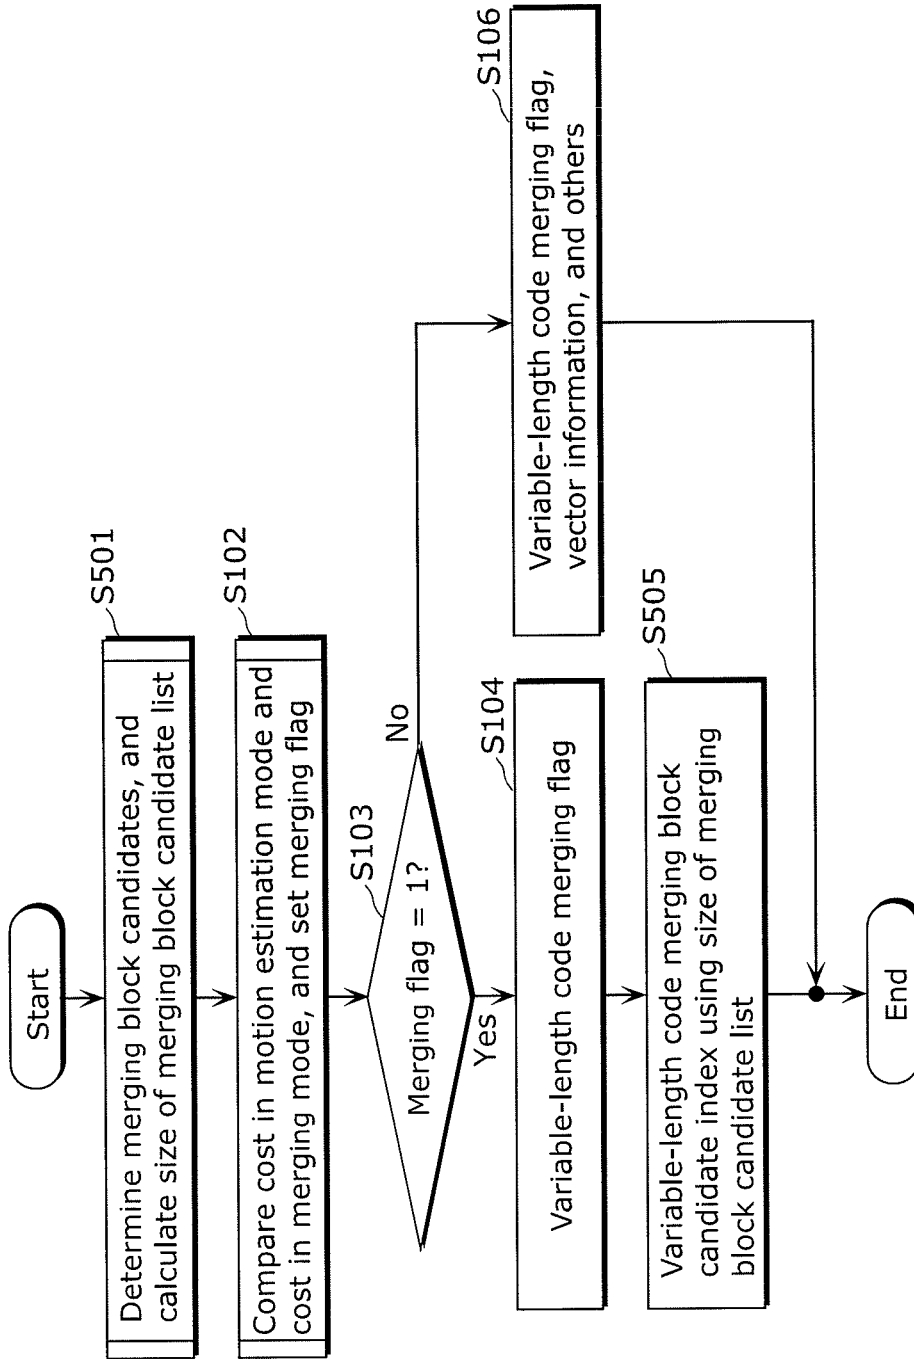 Start
S501
Determine merging block candidates, and
calculate size of merging block candidate list
S102
Compare cost in motion estimation mode and
cost in merging mode, and set merging flag
S103
Merging flag = 1?
No
Yes
S104
Variable-length code merging flag
S106
Variable-length code merging flag,
vector information, and others
S505
Variable-length code merging block
candidate index using size of merging
block candidate list
End